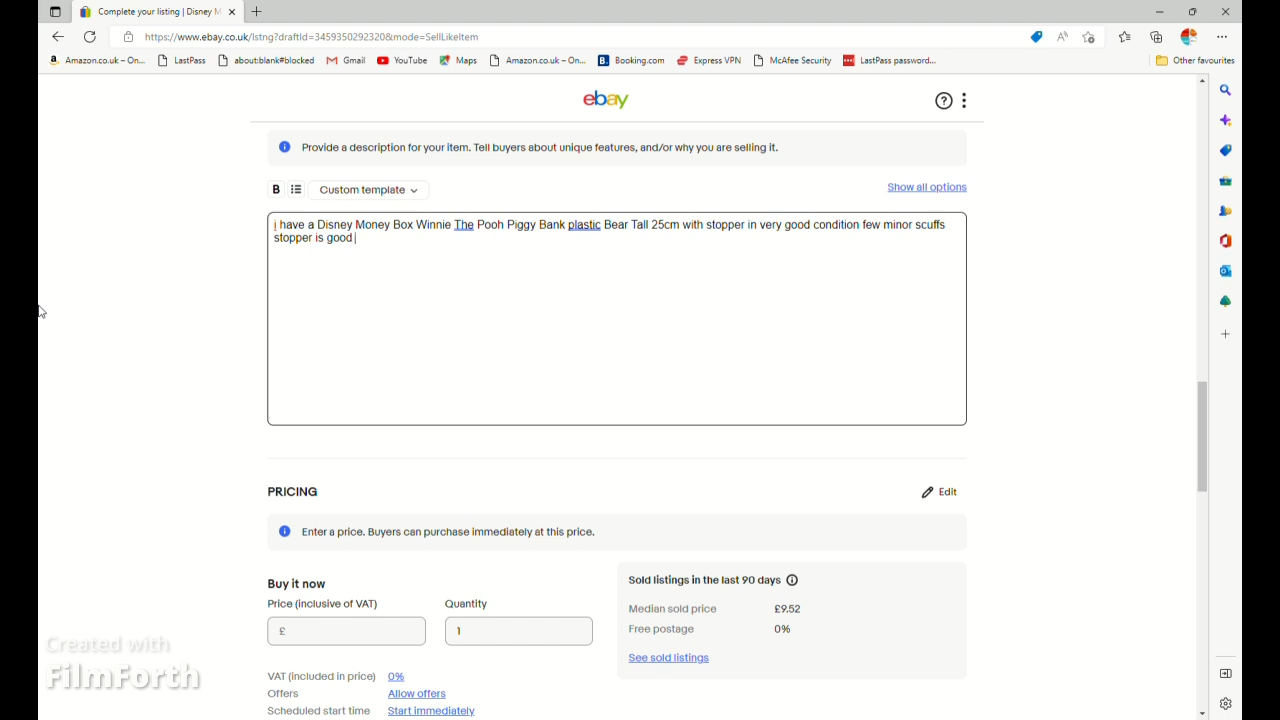 Complete your listing | Disney M
https://www.ebay.co.uk/lstng?draftId=3459350292320&mode=SellLikeItem
Amazon.co.uk – On... LastPass about:blank#blocked Gmail YouTube Maps Amazon.co.uk – On... Booking.com Express VPN McAfee Security LastPass password... Other favourites
ebay
Provide a description for your item. Tell buyers about unique features, and/or why you are selling it.
B Custom template Show all options
i have a Disney Money Box Winnie The Pooh Piggy Bank plastic Bear Tall 25cm with stopper in very good condition few minor scuffs
stopper is good
PRICING Edit
Enter a price. Buyers can purchase immediately at this price.
Buy it now
Price (inclusive of VAT) Quantity
£ 1
Sold listings in the last 90 days
Median sold price £9.52
Free postage 0%
See sold listings
VAT (included in price) 0%
Offers Allow offers
Scheduled start time Start immediately
Created with
FilmForth